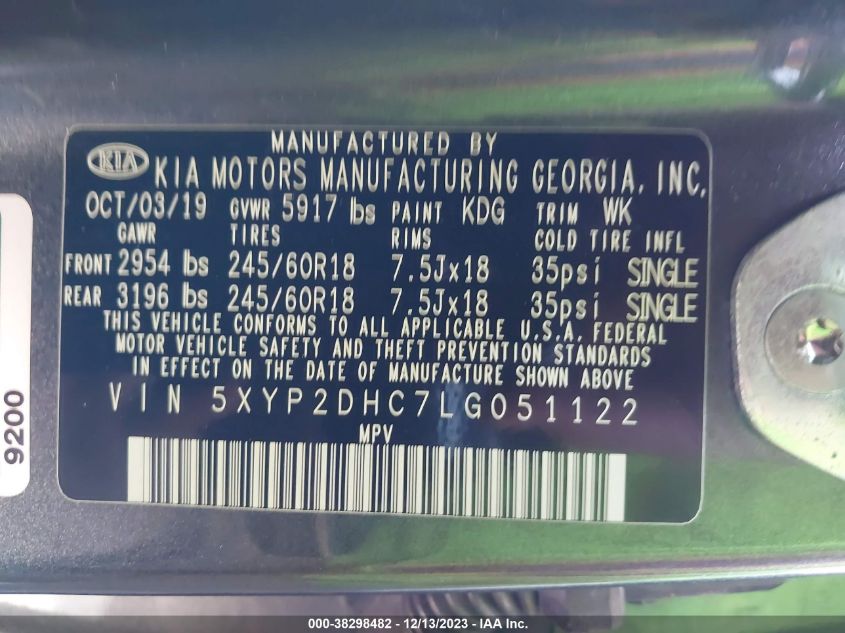 MANUFACTURED BY
KIA KIA MOTORS MANUFACTURING GEORGIA, INC.
OCT/03/19 GVWR 5917 lbs PAINT KDG TRIM WK
GAWR TIRES RIMS COLD TIRE INFL
FRONT 2954 lbs 245/60R18 7.5Jx18 35psi SINGLE
REAR 3196 lbs 245/60R18 7.5Jx18 35psi SINGLE
THIS VEHICLE CONFORMS TO ALL APPLICABLE U.S.A. FEDERAL
MOTOR VEHICLE SAFETY AND THEFT PREVENTION STANDARDS
IN EFFECT ON THE DATE OF MANUFACTURE SHOWN ABOVE
VIN 5XYP2DHC7LG051122
MPV
9200
000-38298482 - 12/13/2023 - Copyright IAA, Inc.